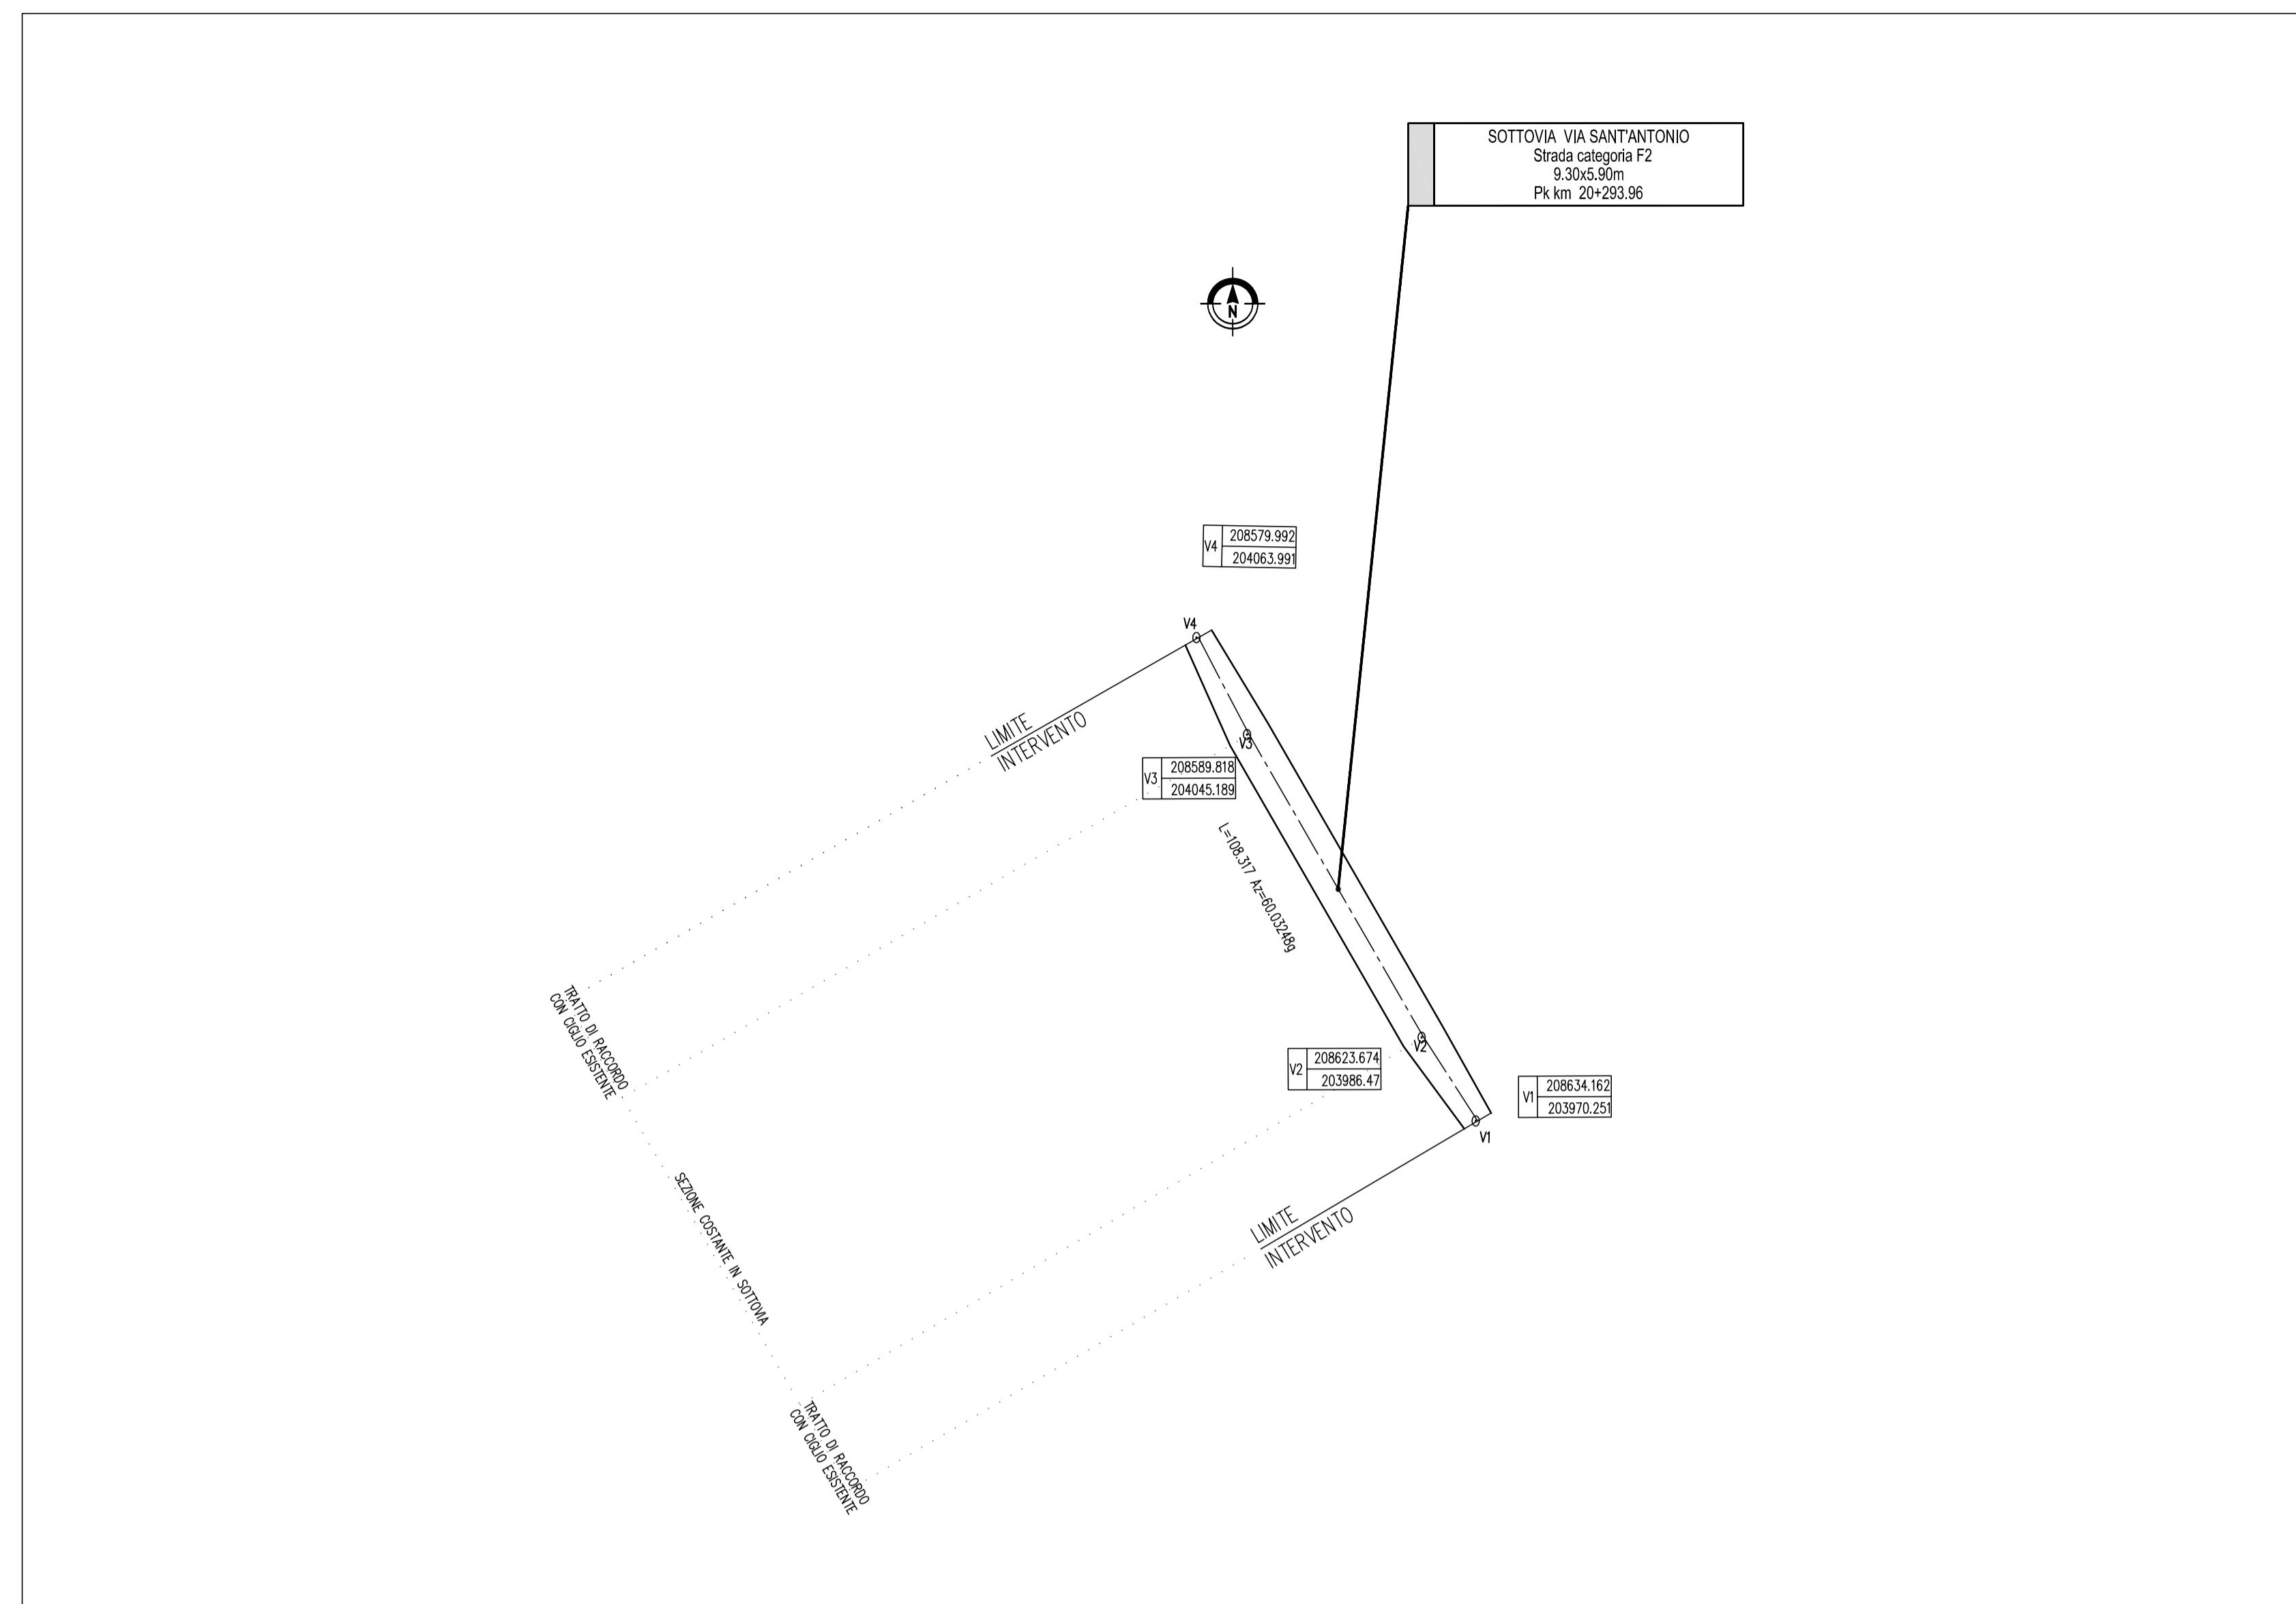 SOTTOVIA VIA SANT'ANTONIO
Strada categoria F2
9.30x5.90m
Pk km 20+293.96
N
V4
208579.992
204063.991
V4
LIMITE
INTERVENTO
V3
V3
208589.818
204045.189
L=108.317 Az=60.03248g
TRATTO DI RACCORDO
CON CIGLIO ESISTENTE
V2
V2
208623.674
203986.47
V1
208634.162
203970.251
V1
SEZIONE COSTANTE IN SOTTOVIA
LIMITE
INTERVENTO
TRATTO DI RACCORDO
CON CIGLIO ESISTENTE